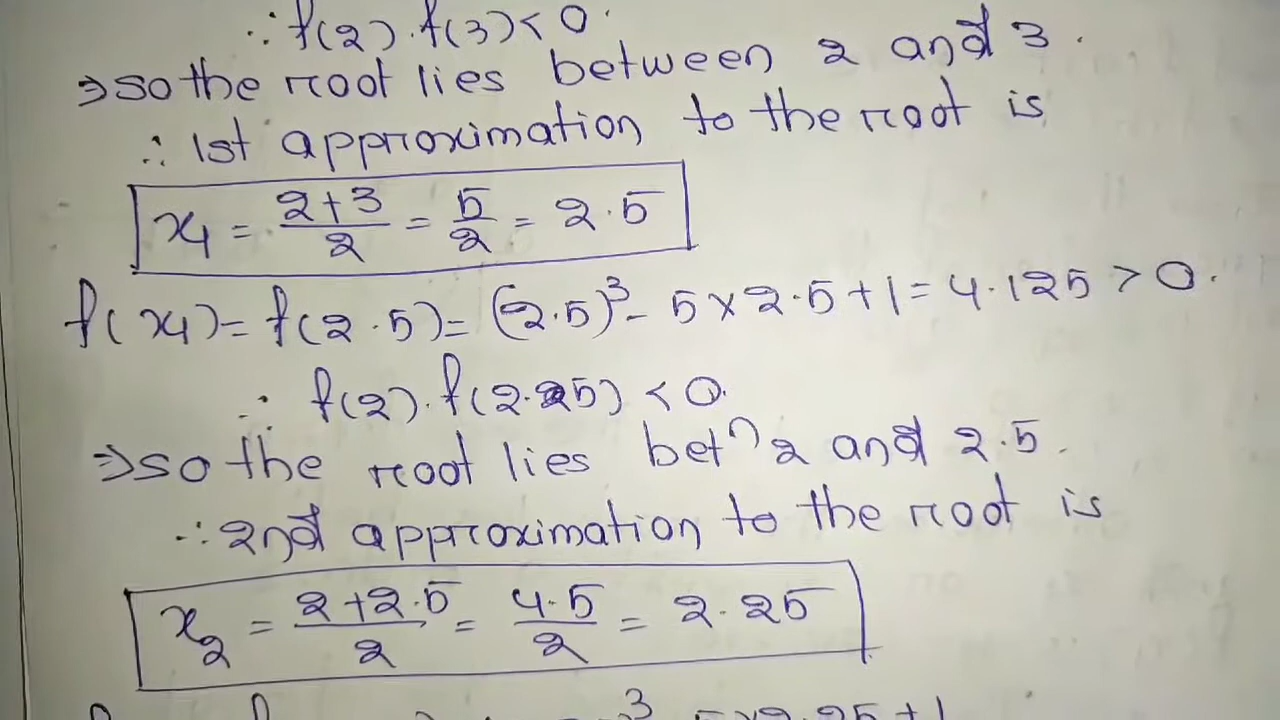 ∵ f(2).f(3)<0.
⇒ so the root lies between 2 and 3.
∴ 1st approximation to the root is
x₁ = (2+3)/2 = 5/2 = 2.5
f(x₁) = f(2.5) = (2.5)³ - 5×2.5+1 = 4.125 > 0.
∴ f(2).f(2.25) < 0.
⇒ so the root lies betⁿ 2 and 2.5.
∴ 2nd approximation to the root is
x₂ = (2+2.5)/2 = 4.5/2 = 2.25